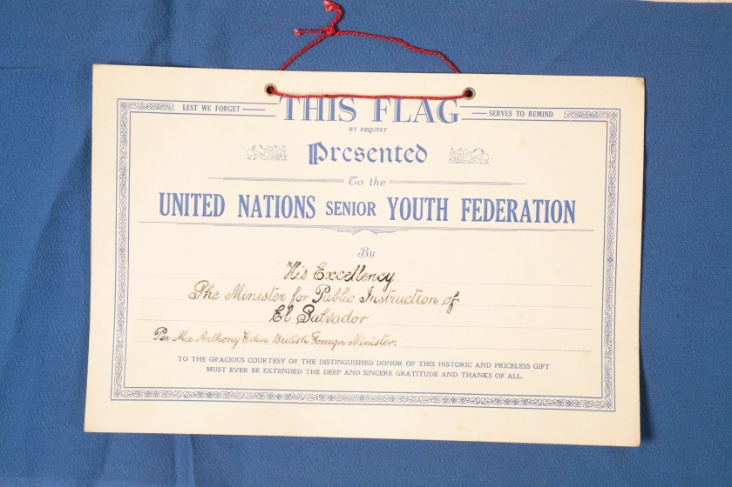 LEST WE FORGET THIS FLAG SERVES TO REMIND
BY REQUEST
Presented
To the
UNITED NATIONS SENIOR YOUTH FEDERATION
By
His Excellency
The Minister for Public Instruction of
El Salvador
Per Mr Anthony Eden British Foreign Minister.
TO THE GRACIOUS COURTESY OF THE DISTINGUISHED DONOR OF THIS HISTORIC AND PRICELESS GIFT
MUST EVER BE EXTENDED THE DEEP AND SINCERE GRATITUDE AND THANKS OF ALL.